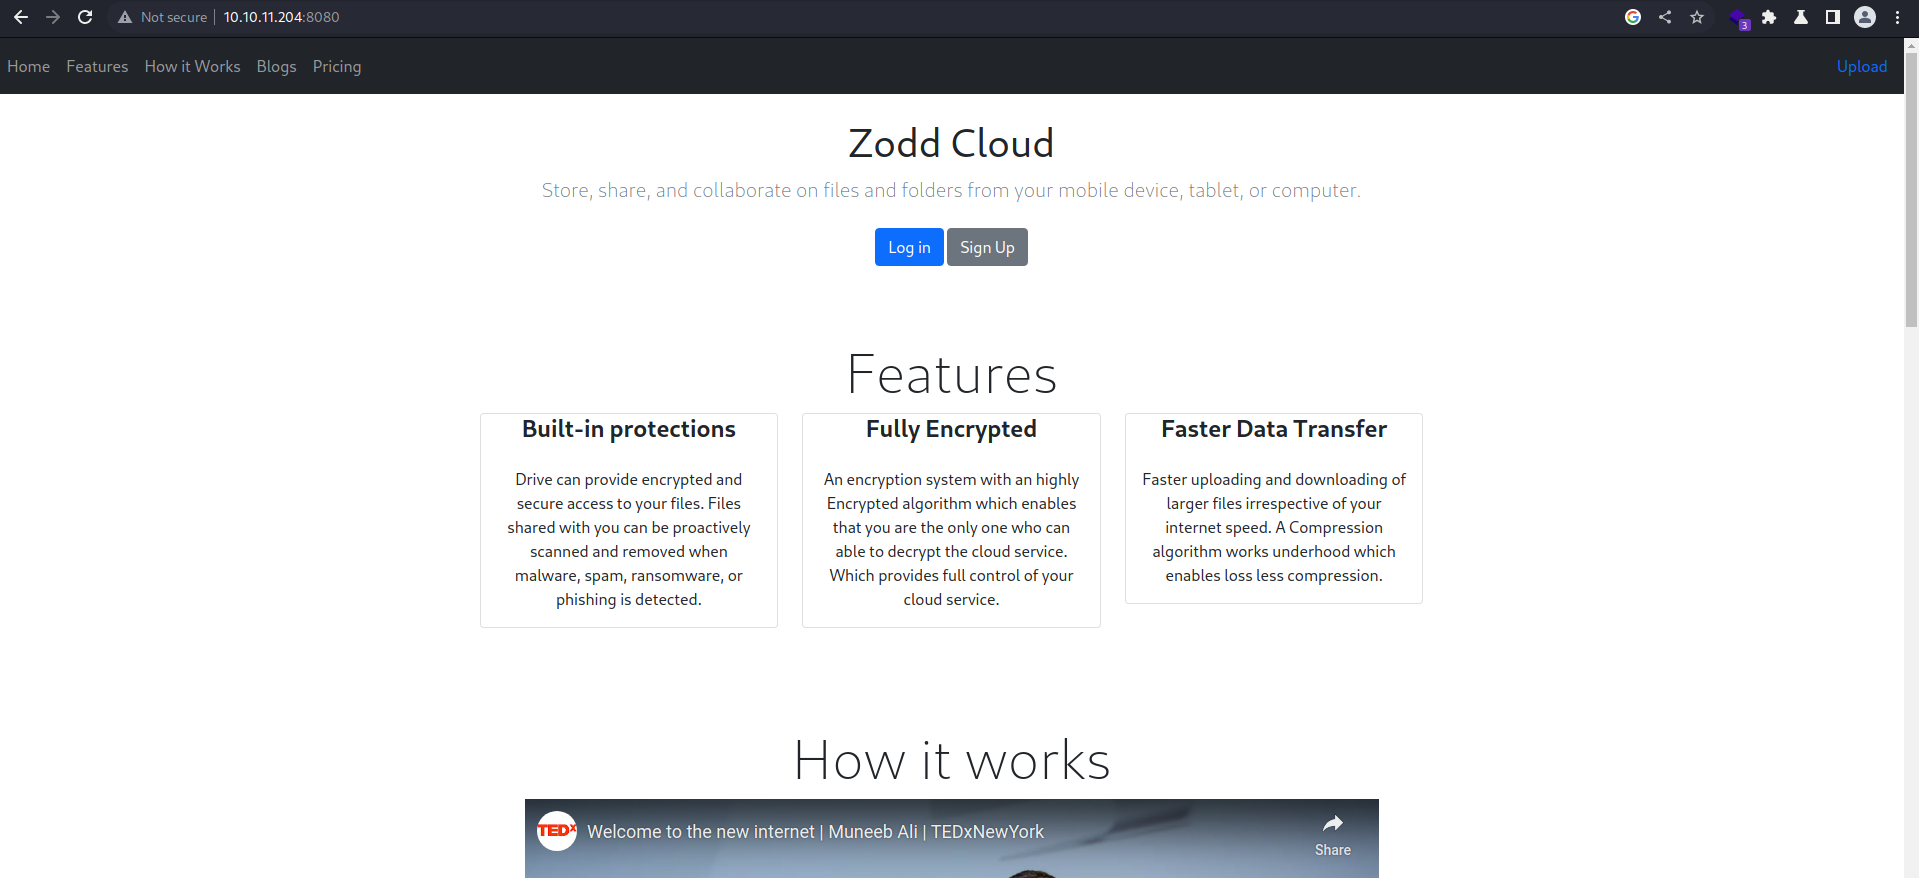 Not secure | 10.10.11.204:8080
3
Home Features How it Works Blogs Pricing Upload
Zodd Cloud
Store, share, and collaborate on files and folders from your mobile device, tablet, or computer.
Log in Sign Up
Features
Built-in protections
Drive can provide encrypted and
secure access to your files. Files
shared with you can be proactively
scanned and removed when
malware, spam, ransomware, or
phishing is detected.
Fully Encrypted
An encryption system with an highly
Encrypted algorithm which enables
that you are the only one who can
able to decrypt the cloud service.
Which provides full control of your
cloud service.
Faster Data Transfer
Faster uploading and downloading of
larger files irrespective of your
internet speed. A Compression
algorithm works underhood which
enables loss less compression.
How it works
TEDx
Welcome to the new internet | Muneeb Ali | TEDxNewYork
Share